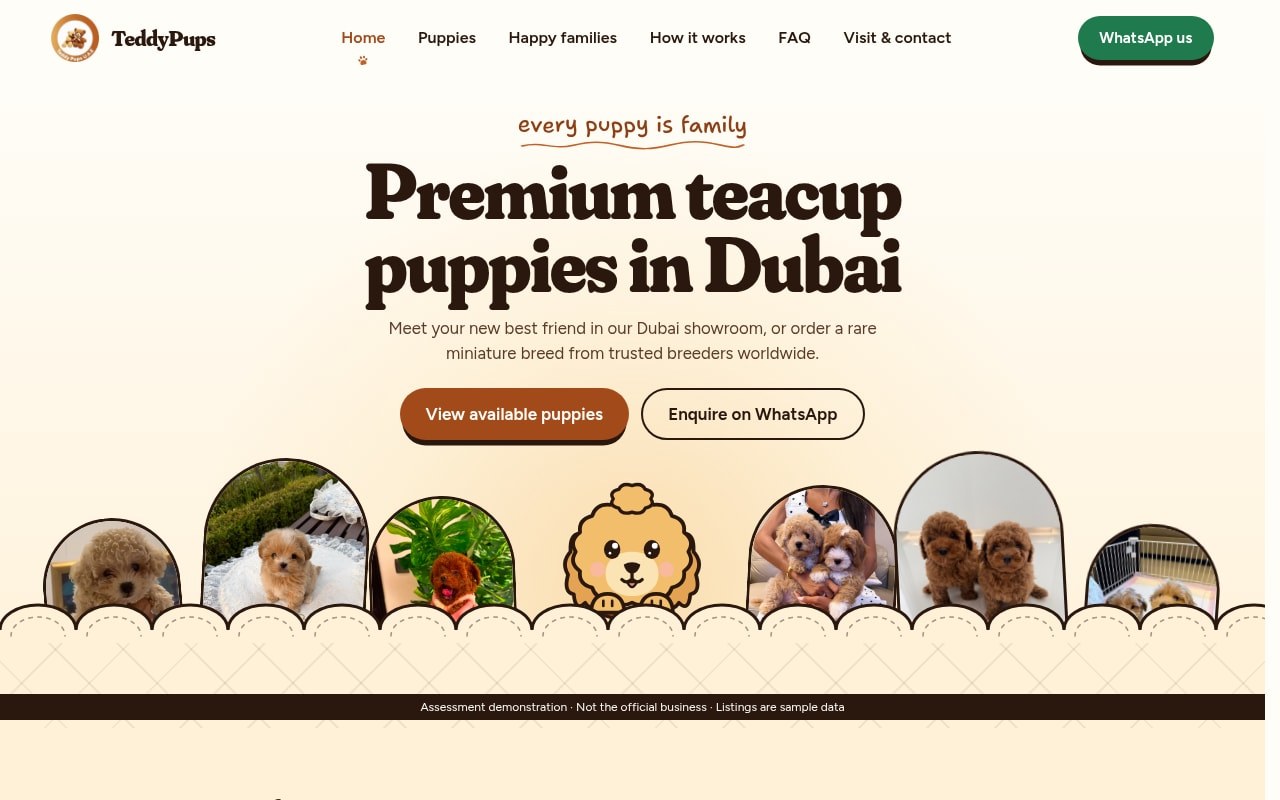 TeddyPups
Home
Puppies
Happy families
How it works
FAQ
Visit & contact
WhatsApp us
every puppy is family
Premium teacup
puppies in Dubai
Meet your new best friend in our Dubai showroom, or order a rare
miniature breed from trusted breeders worldwide.
View available puppies
Enquire on WhatsApp
Assessment demonstration · Not the official business · Listings are sample data